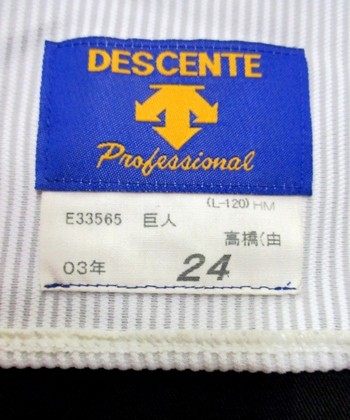 DESCENTE
Professional
(L-120) HM
E33565 巨人
高橋(由
03年 24